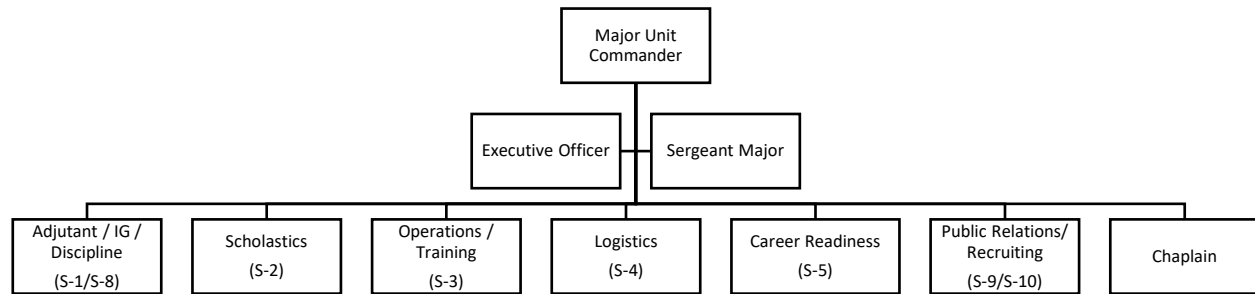 Major Unit
Commander
Executive Officer
Sergeant Major
Adjutant / IG /
Discipline
(S-1/S-8)
Scholastics
(S-2)
Operations /
Training
(S-3)
Logistics
(S-4)
Career Readiness
(S-5)
Public Relations/
Recruiting
(S-9/S-10)
Chaplain